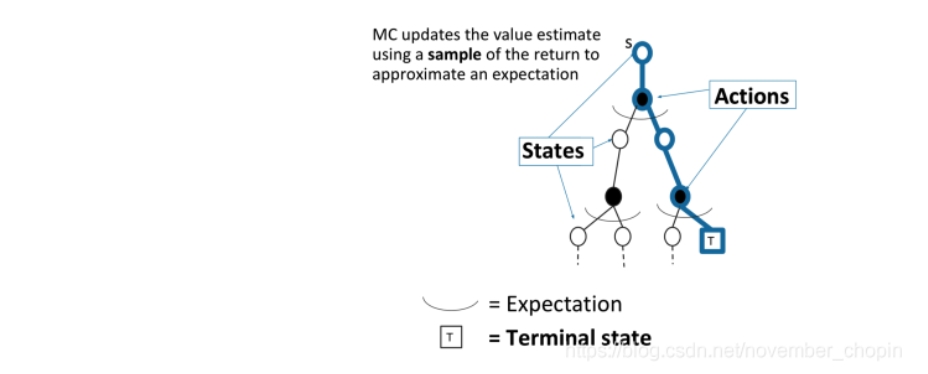 MC updates the value estimate
using a sample of the return to
approximate an expectation
S
Actions
States
T
= Expectation
T = Terminal state
https://blog.csdn.net/november_chopin